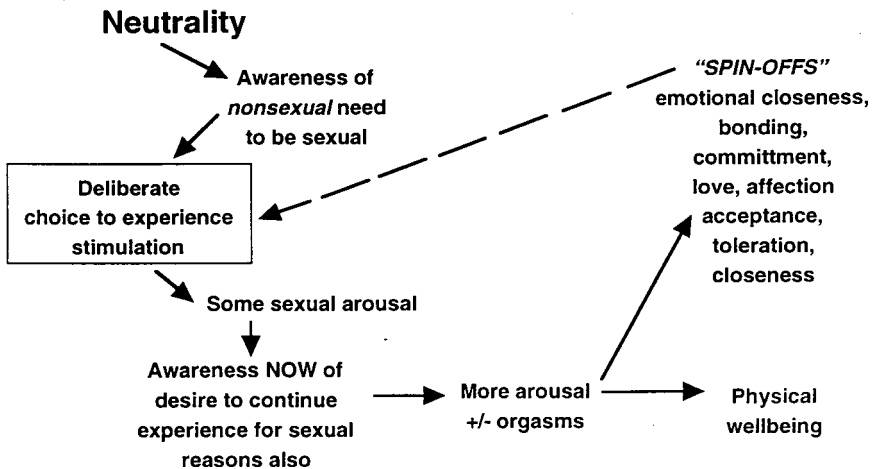 Neutrality
Awareness of
nonsexual need
to be sexual
Deliberate
choice to experience
stimulation
Some sexual arousal
Awareness NOW of
desire to continue
experience for sexual
reasons also
More arousal
+/- orgasms
"SPIN-OFFS"
emotional closeness,
bonding,
committment,
love, affection
acceptance,
toleration,
closeness
Physical
wellbeing